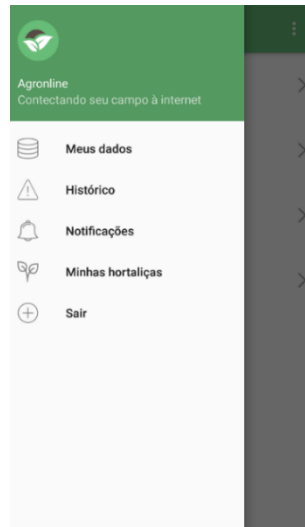 Agronline
Contectando seu campo à internet
Meus dados
Histórico
Notificações
Minhas hortaliças
Sair